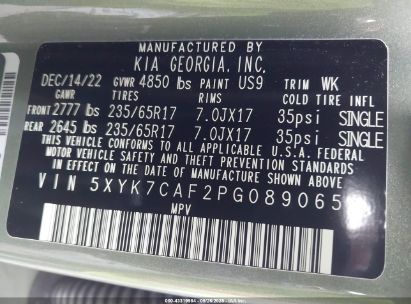 MANUFACTURED BY
KIA GEORGIA, INC.
DEC/14/22 GVWR 4850 lbs PAINT US9 TRIM WK
GAWR TIRES RIMS COLD TIRE INFL
FRONT 2777 lbs 235/65R17 7.0JX17 35psi SINGLE
REAR 2645 lbs 235/65R17 7.0JX17 35psi SINGLE
THIS VEHICLE CONFORMS TO ALL APPLICABLE U.S. FEDERAL
MOTOR VEHICLE SAFETY AND THEFT PREVENTION STANDARDS
IN EFFECT ON THE DATE OF MANUFACTURE SHOWN ABOVE.
VIN 5XYK7CAF2PG089065
MPV